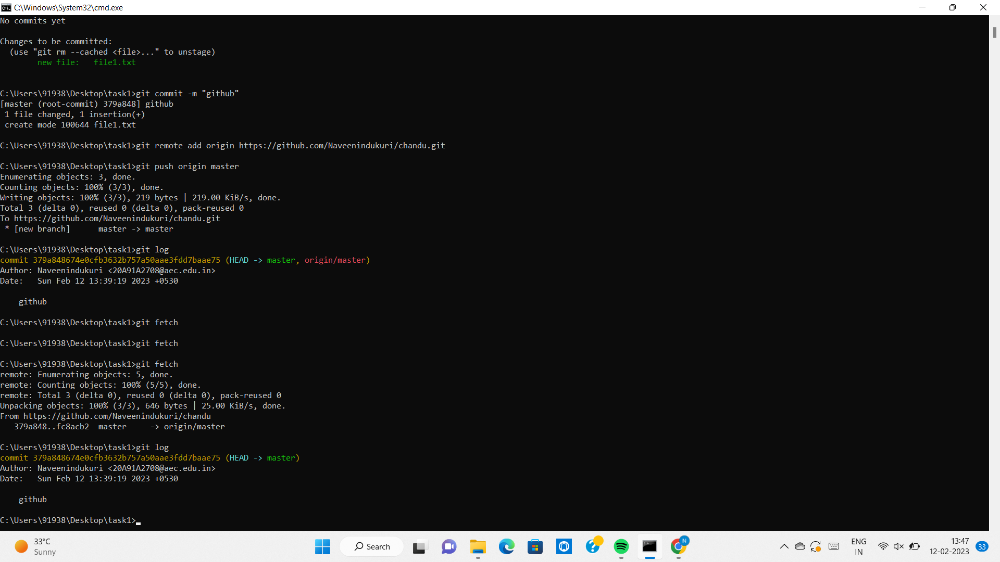 C:\Windows\System32\cmd.exe
No commits yet
Changes to be committed:
  (use "git rm --cached <file>..." to unstage)
        new file:   file1.txt
C:\Users\91938\Desktop\task1>git commit -m "github"
[master (root-commit) 379a848] github
 1 file changed, 1 insertion(+)
 create mode 100644 file1.txt
C:\Users\91938\Desktop\task1>git remote add origin https://github.com/Naveenindukuri/chandu.git
C:\Users\91938\Desktop\task1>git push origin master
Enumerating objects: 3, done.
Counting objects: 100% (3/3), done.
Writing objects: 100% (3/3), 219 bytes | 219.00 KiB/s, done.
Total 3 (delta 0), reused 0 (delta 0), pack-reused 0
To https://github.com/Naveenindukuri/chandu.git
 * [new branch]      master -> master
C:\Users\91938\Desktop\task1>git log
commit 379a848674e0cfb3632b757a50aae3fdd7baae75 (HEAD -> master, origin/master)
Author: Naveenindukuri <20A91A2708@aec.edu.in>
Date:   Sun Feb 12 13:39:19 2023 +0530
    github
C:\Users\91938\Desktop\task1>git fetch
C:\Users\91938\Desktop\task1>git fetch
C:\Users\91938\Desktop\task1>git fetch
remote: Enumerating objects: 5, done.
remote: Counting objects: 100% (5/5), done.
remote: Total 3 (delta 0), reused 0 (delta 0), pack-reused 0
Unpacking objects: 100% (3/3), 646 bytes | 25.00 KiB/s, done.
From https://github.com/Naveenindukuri/chandu
   379a848..fc8acb2  master     -> origin/master
C:\Users\91938\Desktop\task1>git log
commit 379a848674e0cfb3632b757a50aae3fdd7baae75 (HEAD -> master)
Author: Naveenindukuri <20A91A2708@aec.edu.in>
Date:   Sun Feb 12 13:39:19 2023 +0530
    github
C:\Users\91938\Desktop\task1>
33°C
Sunny
Search
N
ENG
IN
13:47
12-02-2023
33